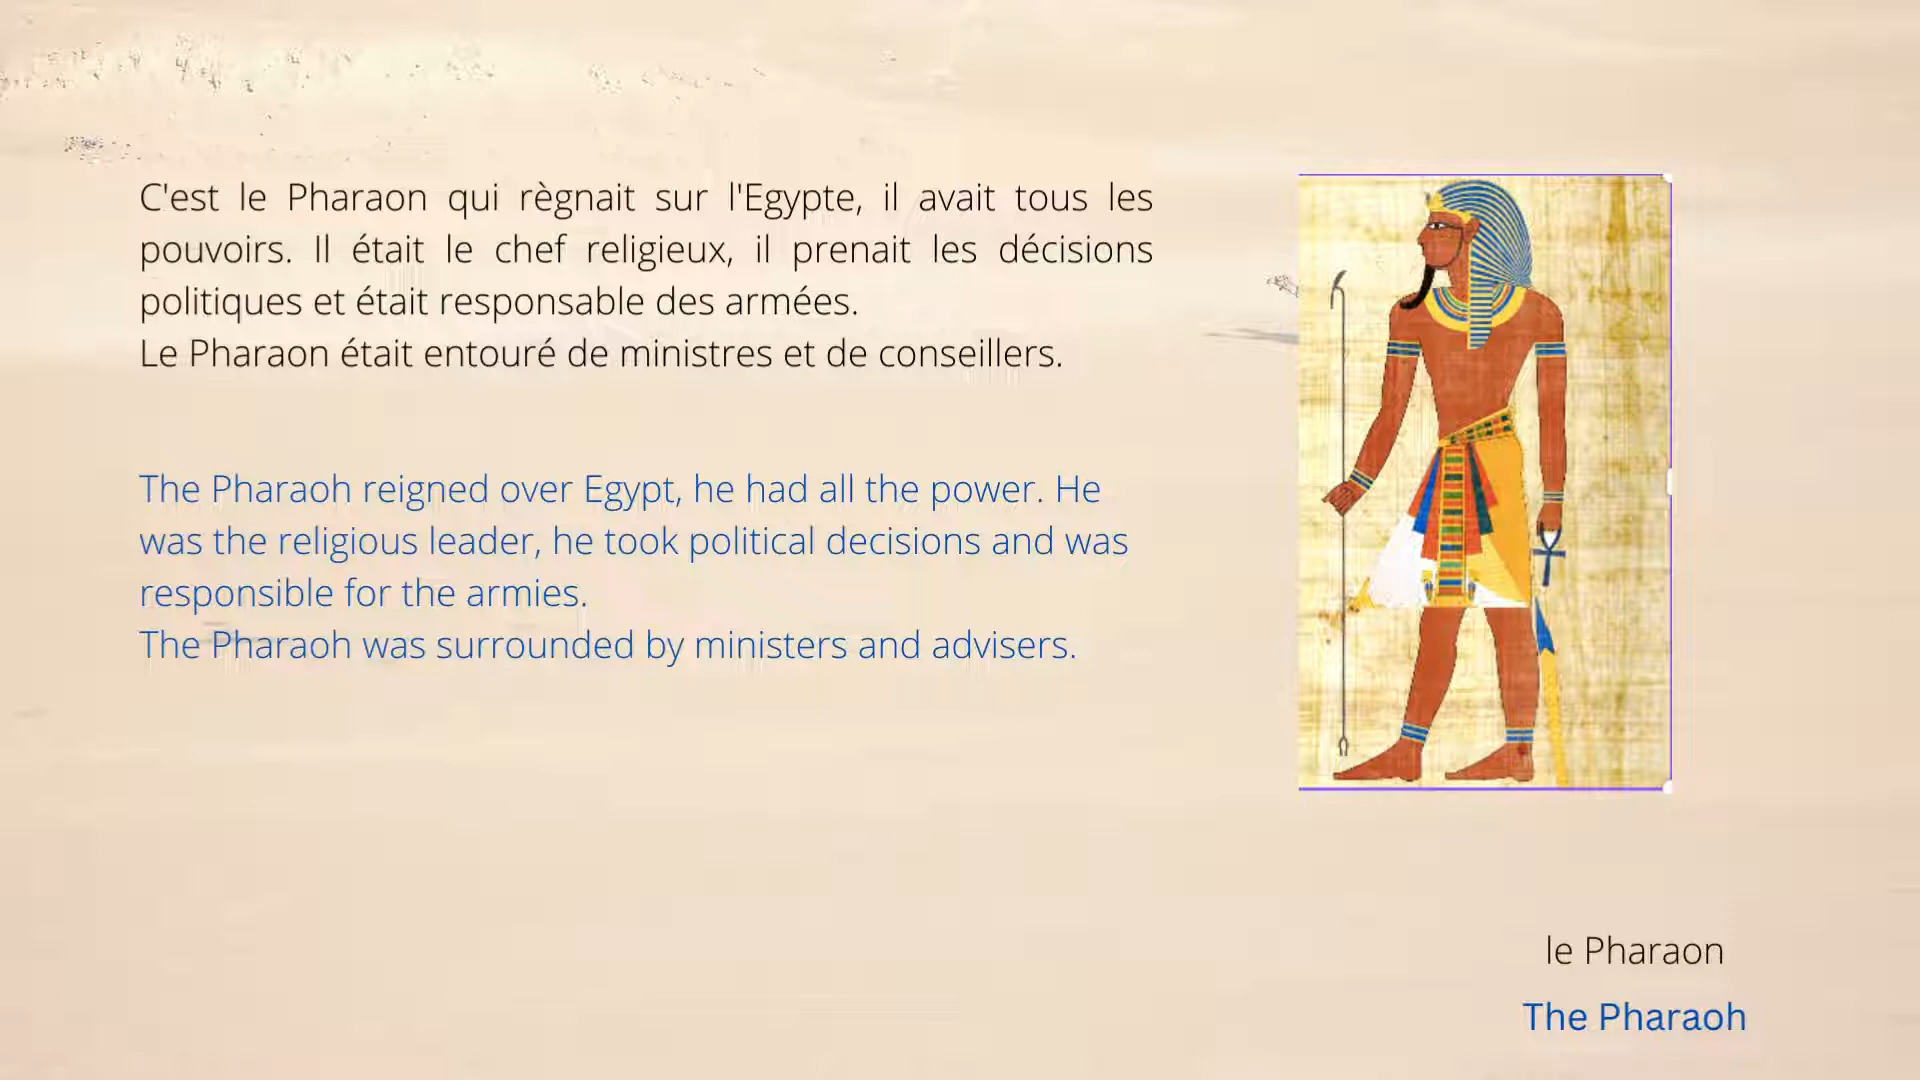 C'est le Pharaon qui règnait sur l'Egypte, il avait tous les
pouvoirs. Il était le chef religieux, il prenait les décisions
politiques et était responsable des armées.
Le Pharaon était entouré de ministres et de conseillers.
The Pharaoh reigned over Egypt, he had all the power. He
was the religious leader, he took political decisions and was
responsible for the armies.
The Pharaoh was surrounded by ministers and advisers.
le Pharaon
The Pharaoh